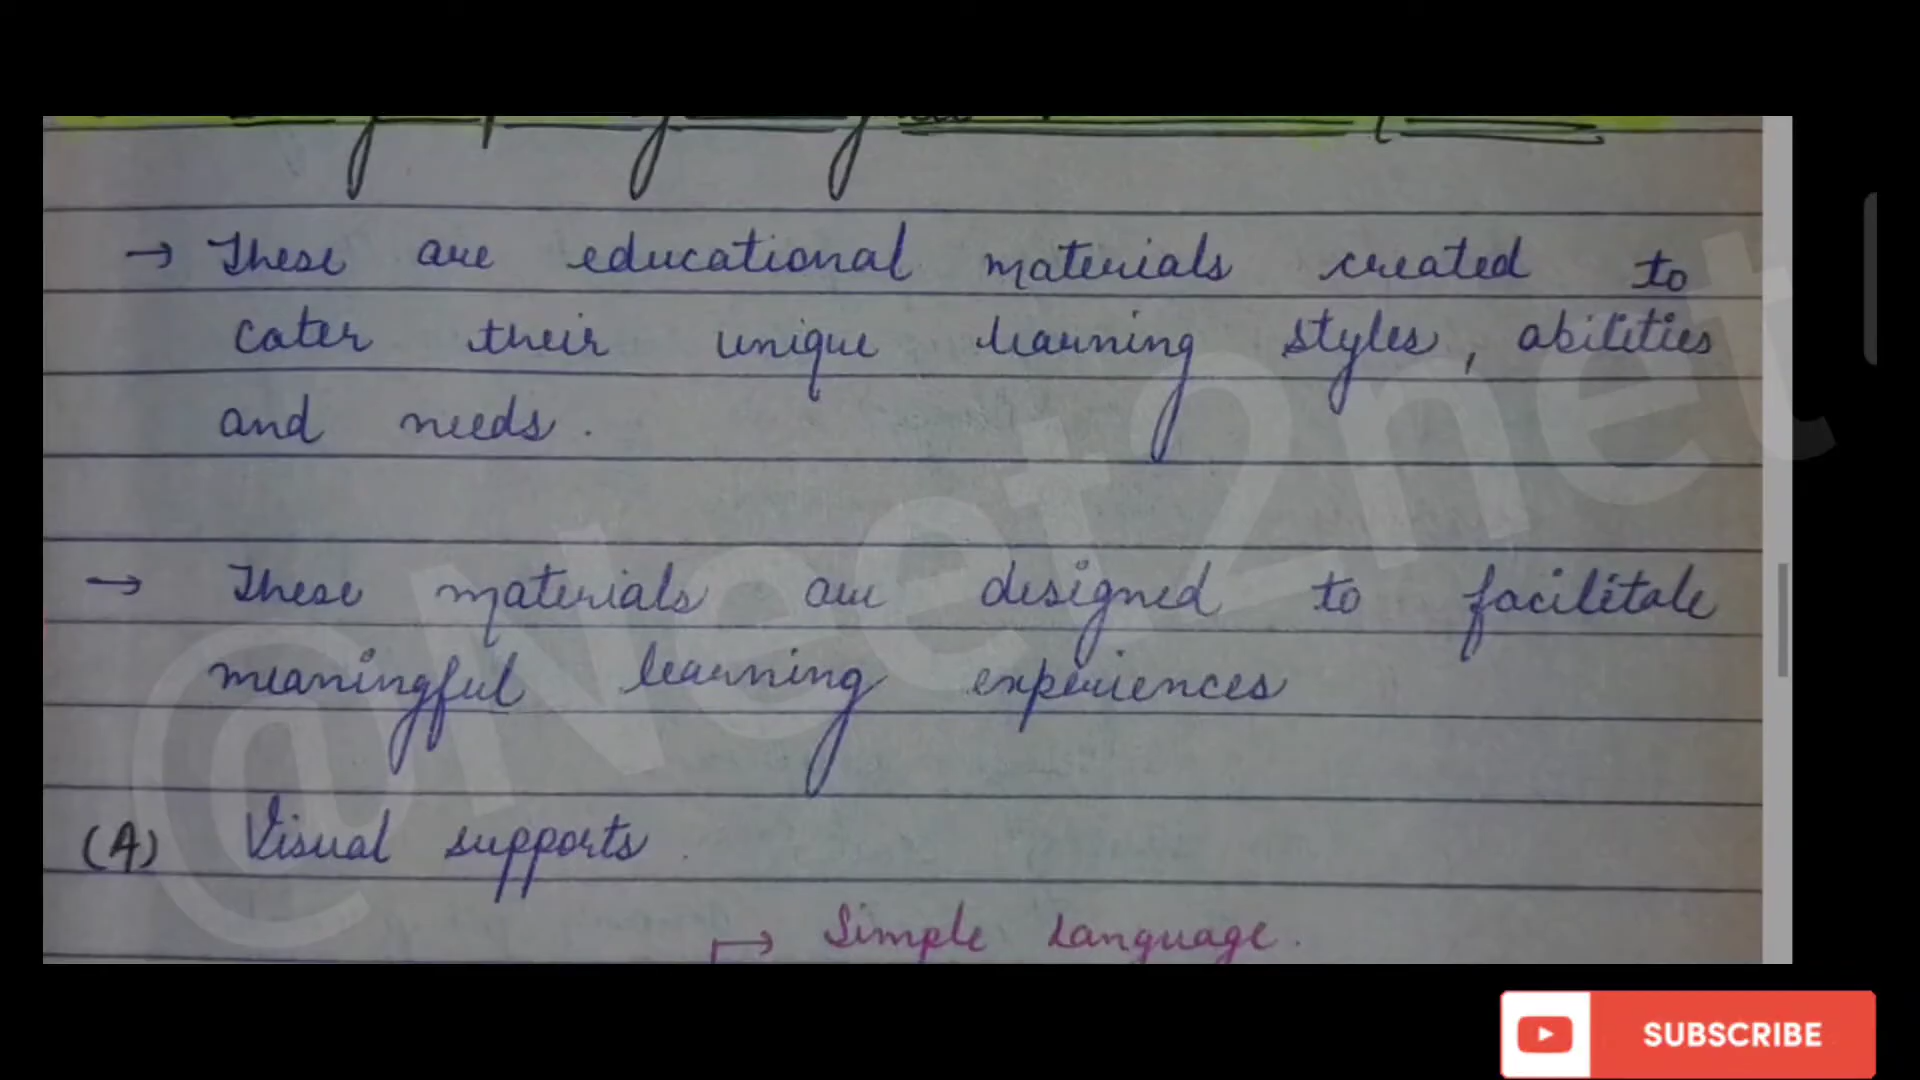 → These are educational materials created to
cater their unique learning styles, abilities
and needs.
→ These materials are designed to facilitate
meaningful learning experiences
(A) Visual supports
→ Simple Language.
@Neet2net
SUBSCRIBE